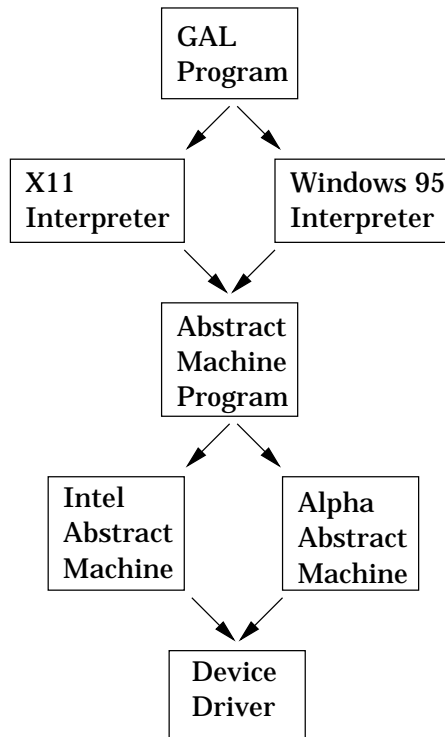 GAL
Program
X11
Interpreter
Windows 95
Interpreter
Abstract
Machine
Program
Intel
Abstract
Machine
Alpha
Abstract
Machine
Device
Driver